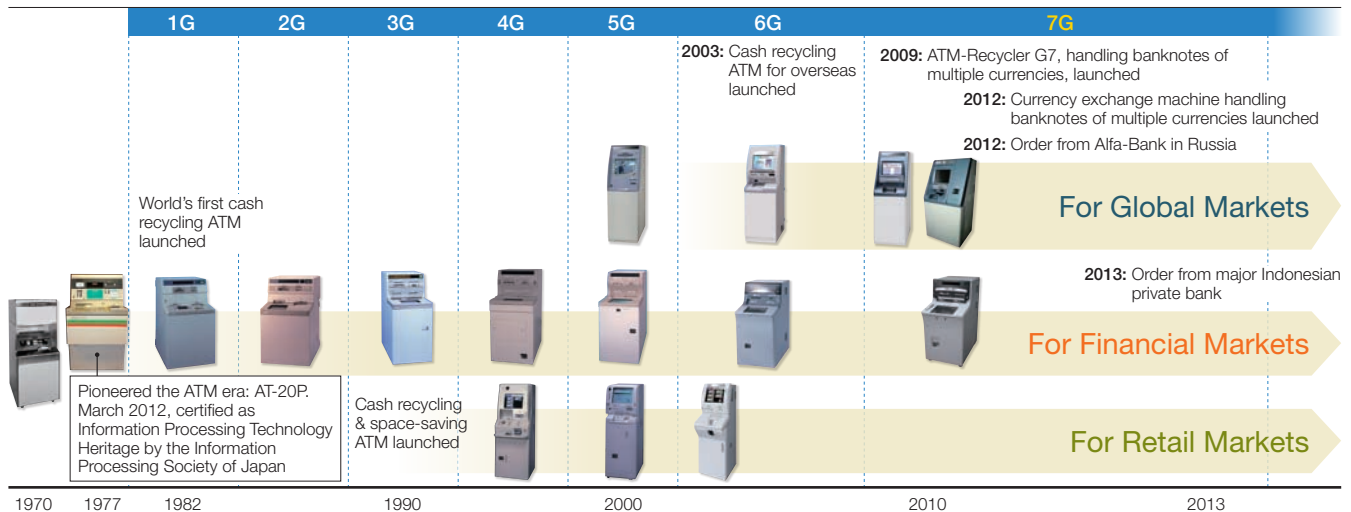 1G
2G
3G
4G
5G
6G
7G
2003: Cash recycling
ATM for overseas
launched
2009: ATM-Recycler G7, handling banknotes of
multiple currencies, launched
2012: Currency exchange machine handling
banknotes of multiple currencies launched
2012: Order from Alfa-Bank in Russia
World's first cash
recycling ATM
launched
For Global Markets
2013: Order from major Indonesian
private bank
For Financial Markets
Pioneered the ATM era: AT-20P.
March 2012, certified as
Information Processing Technology
Heritage by the Information
Processing Society of Japan
Cash recycling
& space-saving
ATM launched
For Retail Markets
1970
1977
1982
1990
2000
2010
2013